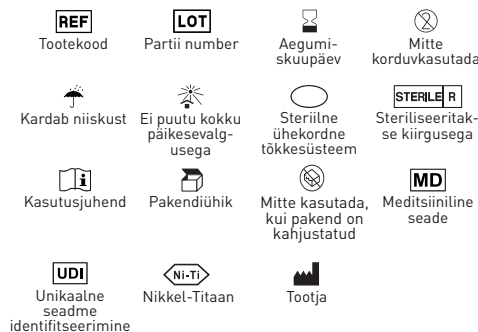 REF
LOT
Tootekood
Partii number
Aegumi-
skuupäev
Mitte
korduvkasutada
STERILE R
Kardab niiskust
Ei puutu kokku
päikesevalg-
usega
Steriilne
ühekordne
tõkkesüsteem
Steriliseeritak-
se kiirgusega
i
MD
Kasutusjuhend
Pakendiühik
Mitte kasutada,
kui pakend on
kahjustatud
Meditsiiniline
seade
UDI
Ni-Ti
Unikaalne
seadme
identifitseerimine
Nikkel-Titaan
Tootja